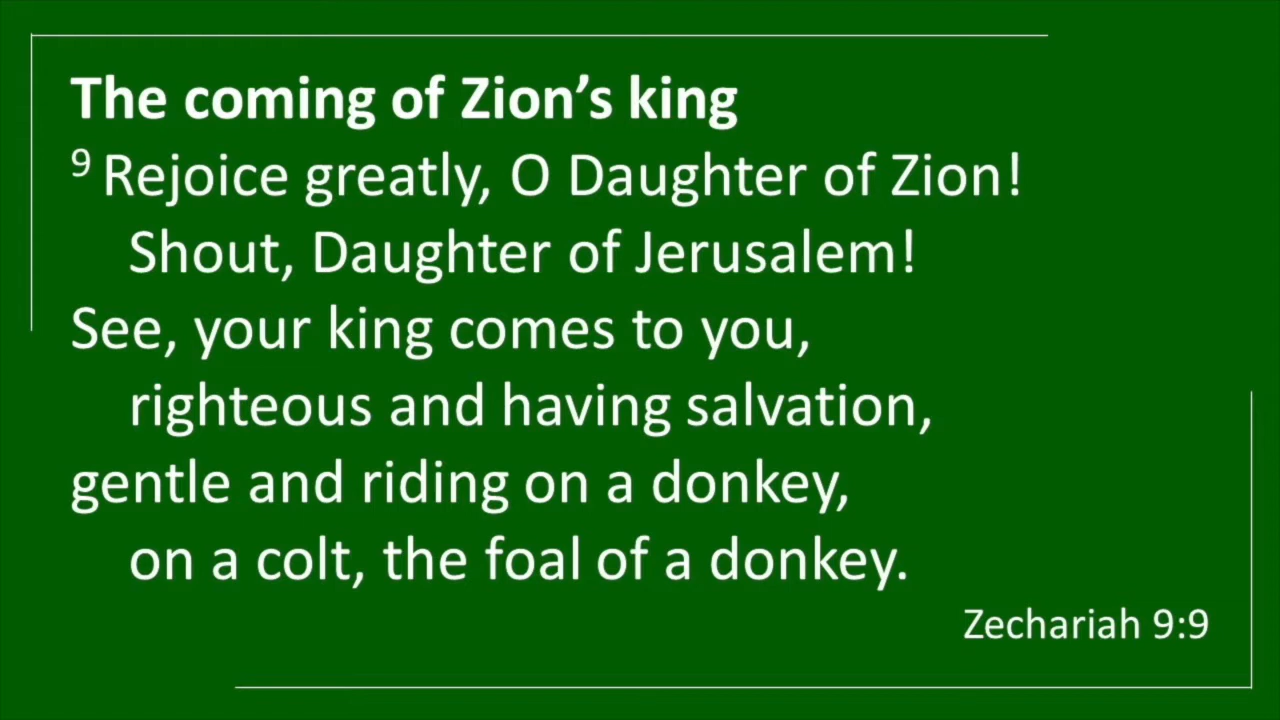 The coming of Zion’s king
9 Rejoice greatly, O Daughter of Zion!
Shout, Daughter of Jerusalem!
See, your king comes to you,
righteous and having salvation,
gentle and riding on a donkey,
on a colt, the foal of a donkey.
Zechariah 9:9